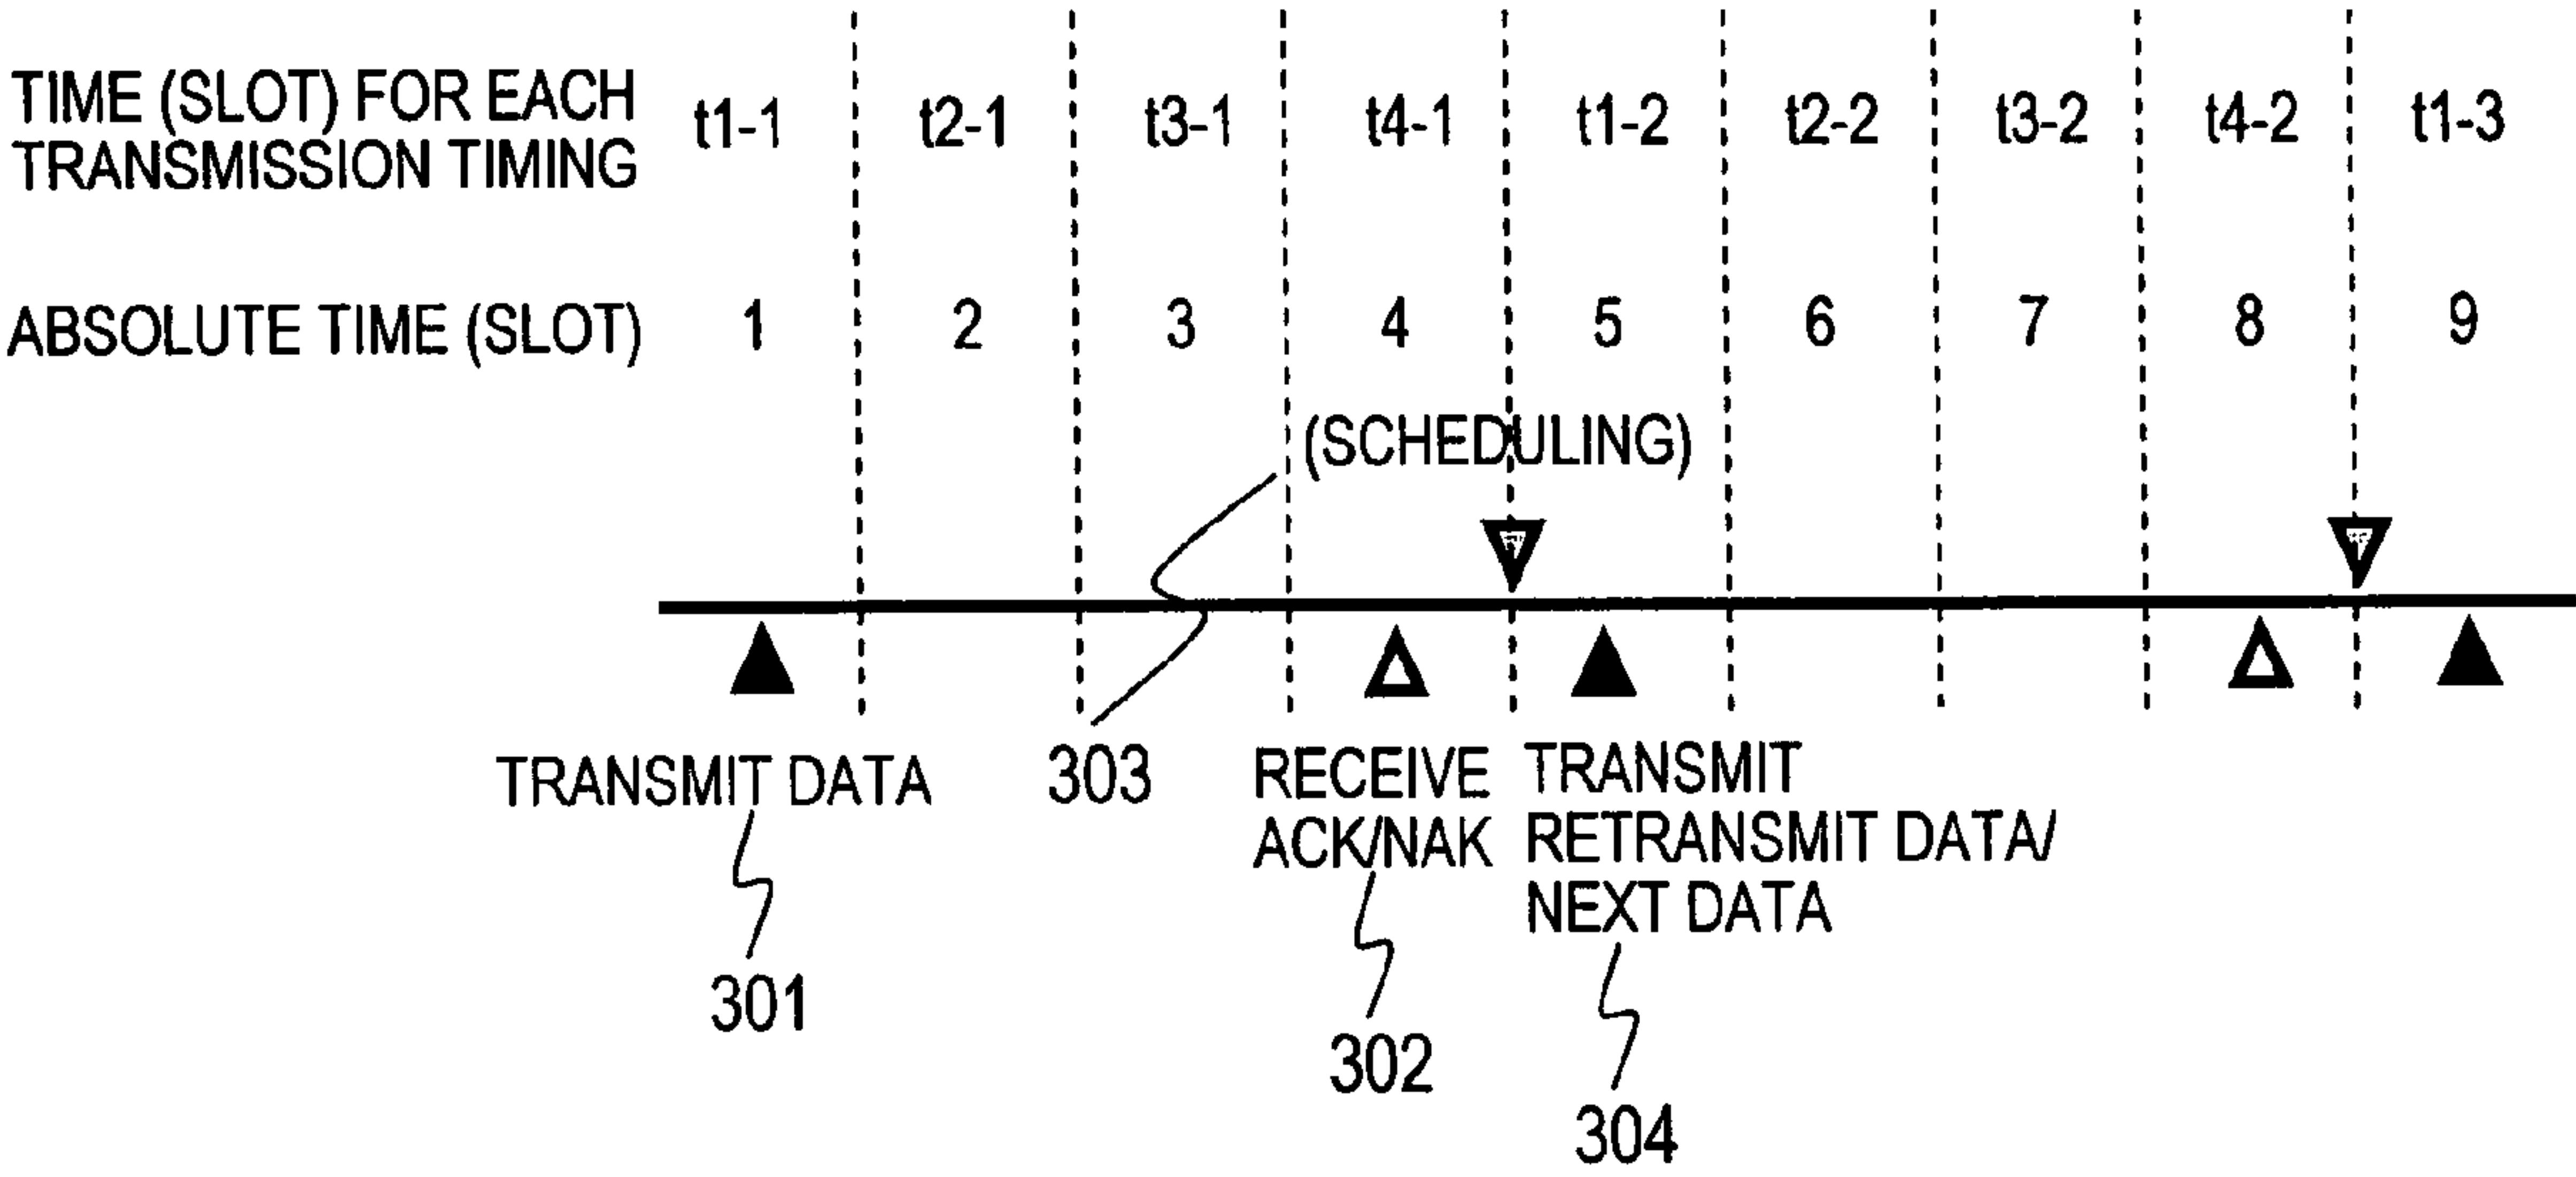 TIME (SLOT) FOR EACH
TRANSMISSION TIMING
t1-1 t2-1 t3-1 t4-1 t1-2 t2-2 t3-2 t4-2 t1-3
ABSOLUTE TIME (SLOT) 1 2 3 4 5 6 7 8 9
(SCHEDULING)
TRANSMIT DATA
301
303
RECEIVE
ACK/NAK
302
TRANSMIT
RETRANSMIT DATA/
NEXT DATA
304